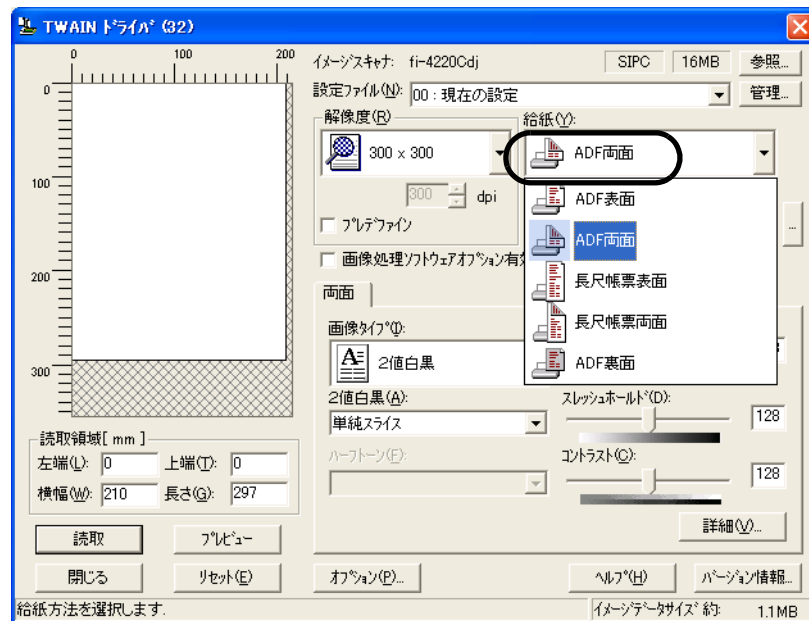 TWAIN ドライバ (32)
0 100 200
0
100
200
300
イメージスキャナ: fi-4220Cdj SIPC 16MB 参照...
設定ファイル(N): 00 : 現在の設定 管理...
解像度(R)
300 × 300
300 dpi
プレデファイン
給紙(Y):
ADF両面
ADF表面
ADF両面
長尺帳票表面
長尺帳票両面
ADF裏面
...
画像処理ソフトウェアオプション有
両面
画像タイプ(I):
2値白黒
2値白黒(A):
単純スライス
ハーフトーン(F):
スレッショホールド(D):
128
コントラスト(C):
128
詳細(V)...
読取領域[ mm ]
左端(L): 0 上端(T): 0
横幅(W): 210 長さ(G): 297
読取 プレビュー
閉じる リセット(E) オプション(P)... ヘルプ(H) バージョン情報...
給紙方法を選択します. イメージデータサイズ 約: 1.1MB